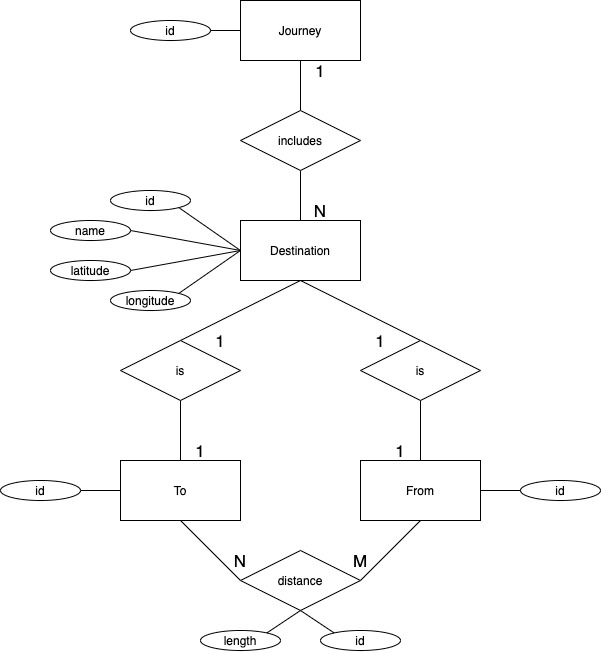 id
Journey
1
includes
N
id
name
Destination
latitude
longitude
1
1
is
is
1
1
id
To
From
id
N
M
distance
length
id